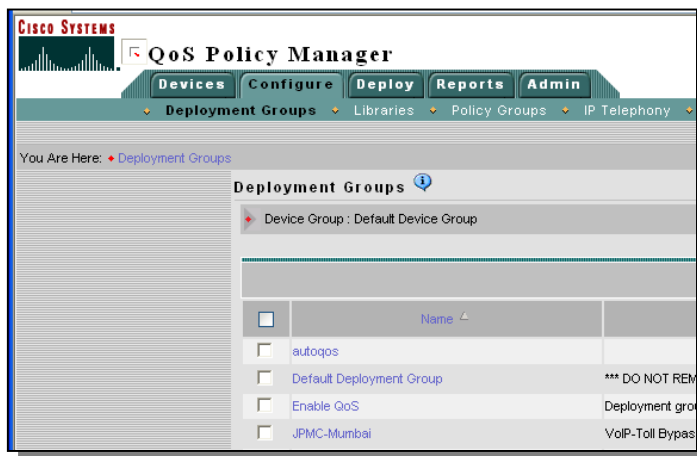 CISCO SYSTEMS
QoS Policy Manager
Devices Configure Deploy Reports Admin
Deployment Groups Libraries Policy Groups IP Telephony
You Are Here: Deployment Groups
Deployment Groups
Device Group : Default Device Group
Name
autoqos
Default Deployment Group *** DO NOT REM
Enable QoS Deployment grou
JPMC-Mumbai VoIP-Toll Bypas